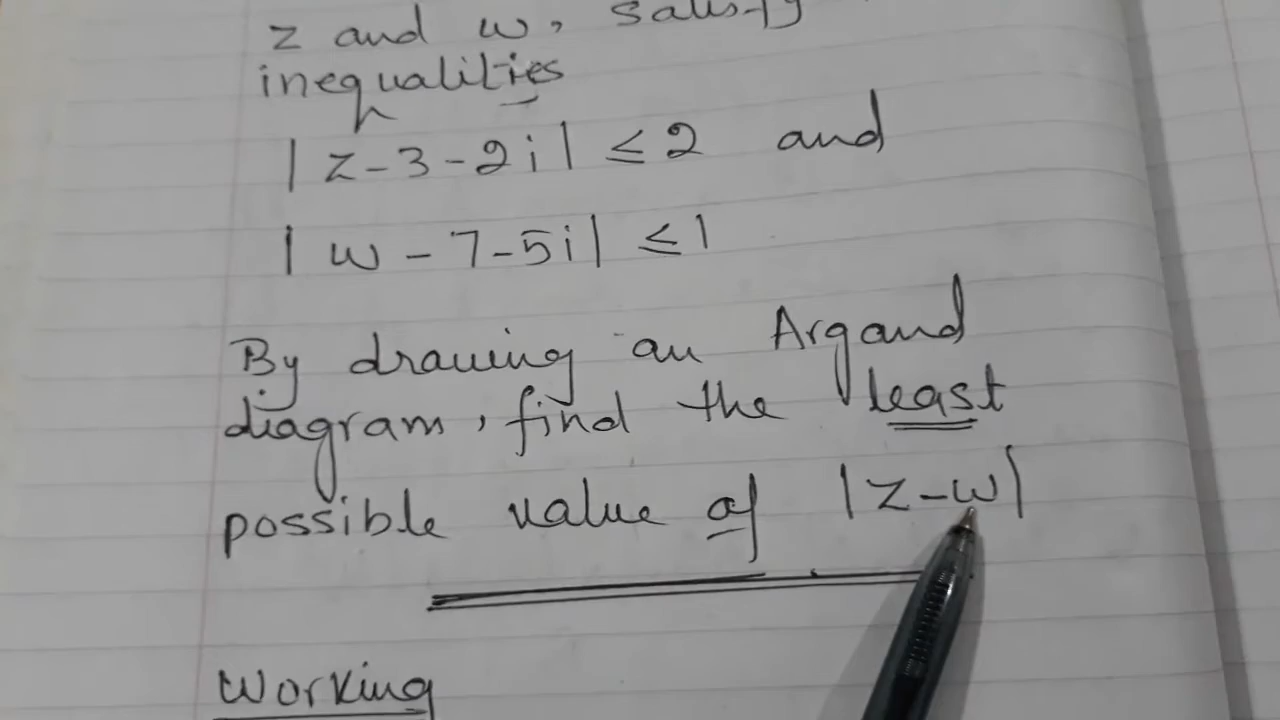 z and w, satisfy
inequalities
|z-3-2i| ≤ 2 and
|w-7-5i| ≤ 1
By drawing an Argand
diagram, find the least
possible value of |z-w|
Working